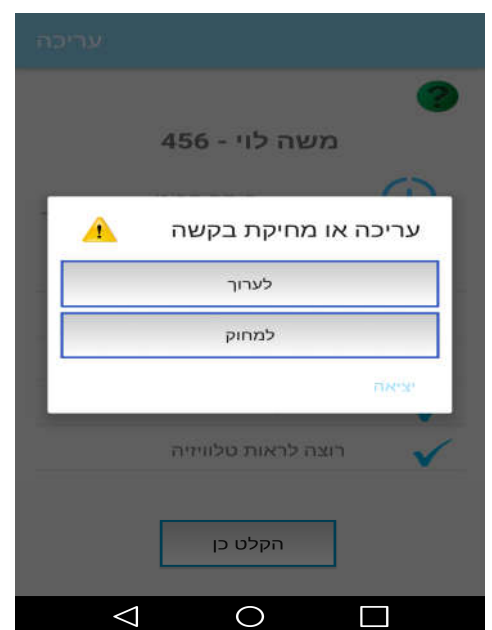 עריכה
משה לוי - 456
עריכה או מחיקת בקשה
לערוך
למחוק
יציאה
רוצה לראות טלוויזיה
הקלט כן